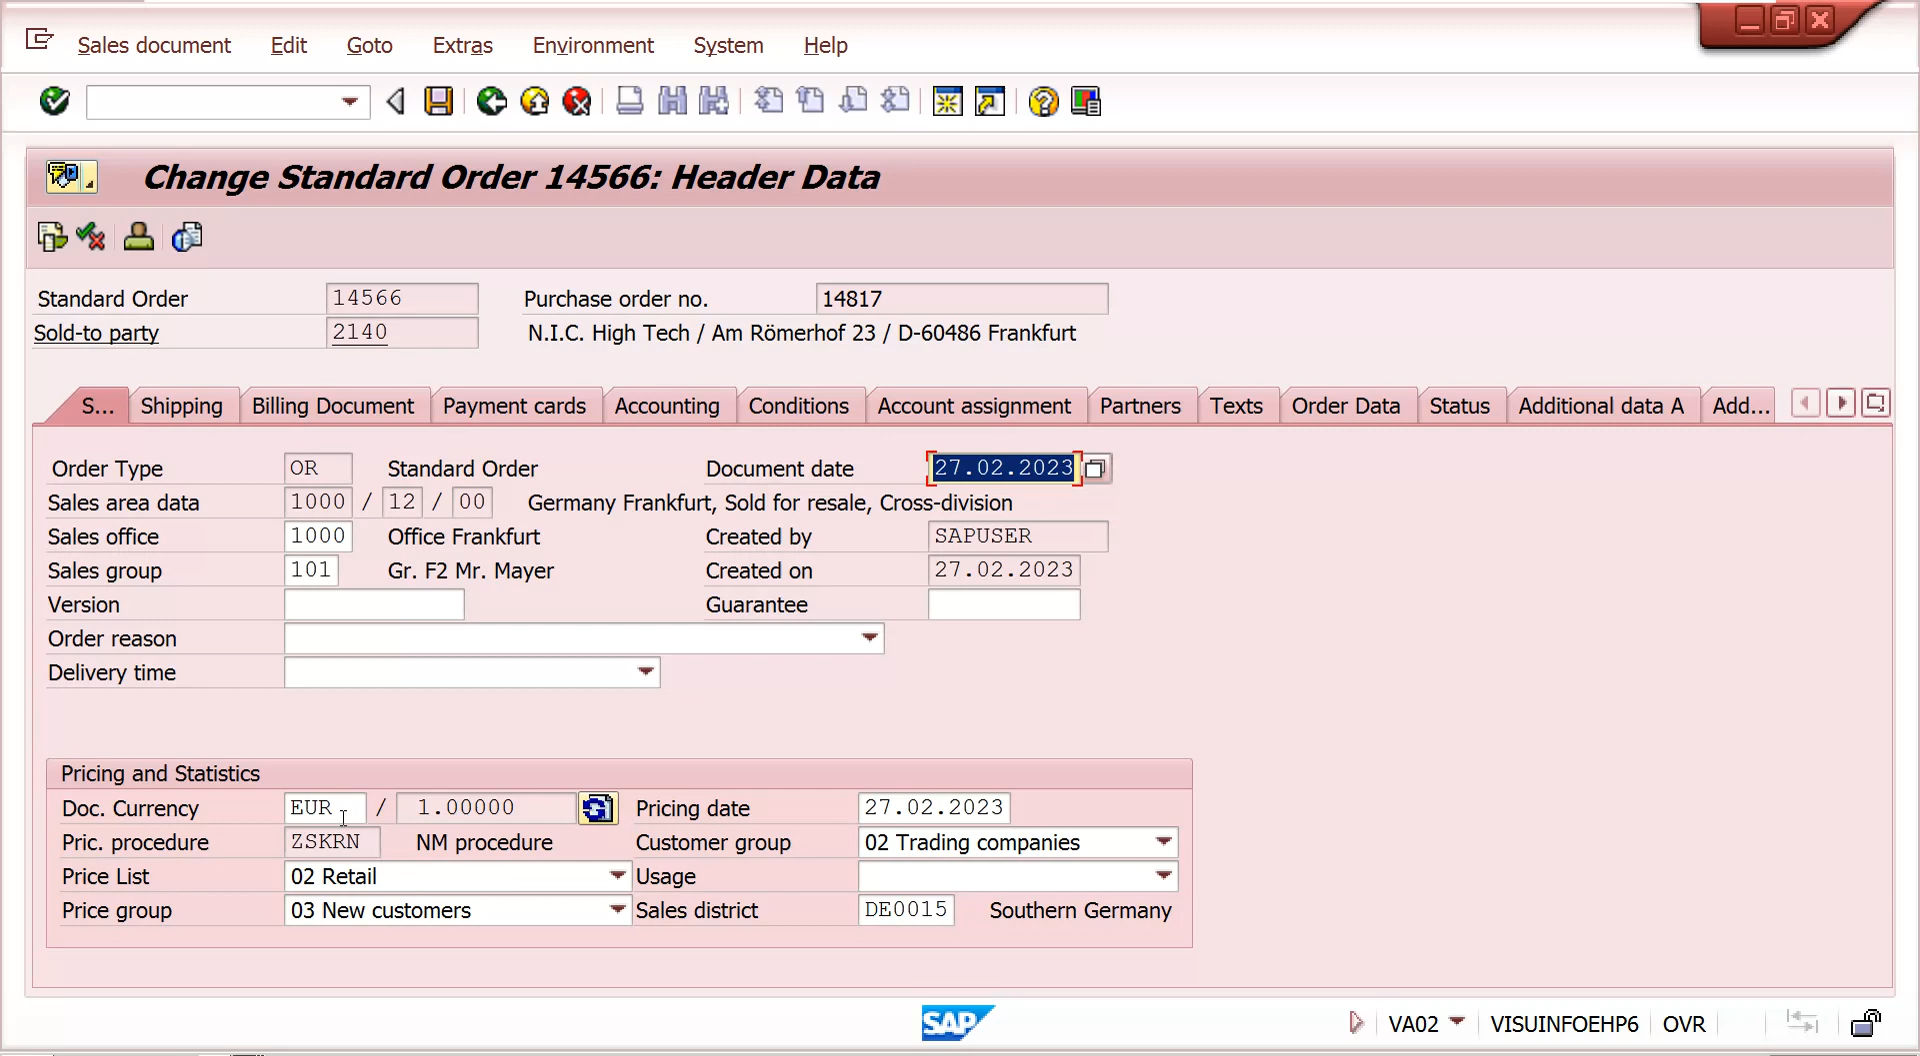 Sales document Edit Goto Extras Environment System Help
Change Standard Order 14566: Header Data
Standard Order 14566 Purchase order no. 14817
Sold-to party 2140 N.I.C. High Tech / Am Römerhof 23 / D-60486 Frankfurt
S... Shipping Billing Document Payment cards Accounting Conditions Account assignment Partners Texts Order Data Status Additional data A Add...
Order Type OR Standard Order Document date 27.02.2023
Sales area data 1000 / 12 / 00 Germany Frankfurt, Sold for resale, Cross-division
Sales office 1000 Office Frankfurt Created by SAPUSER
Sales group 101 Gr. F2 Mr. Mayer Created on 27.02.2023
Version Guarantee
Order reason
Delivery time
Pricing and Statistics
Doc. Currency EUR / 1.00000 Pricing date 27.02.2023
Pric. procedure ZSKRN NM procedure Customer group 02 Trading companies
Price List 02 Retail Usage
Price group 03 New customers Sales district DE0015 Southern Germany
SAP VA02 VISUINFOEHP6 OVR